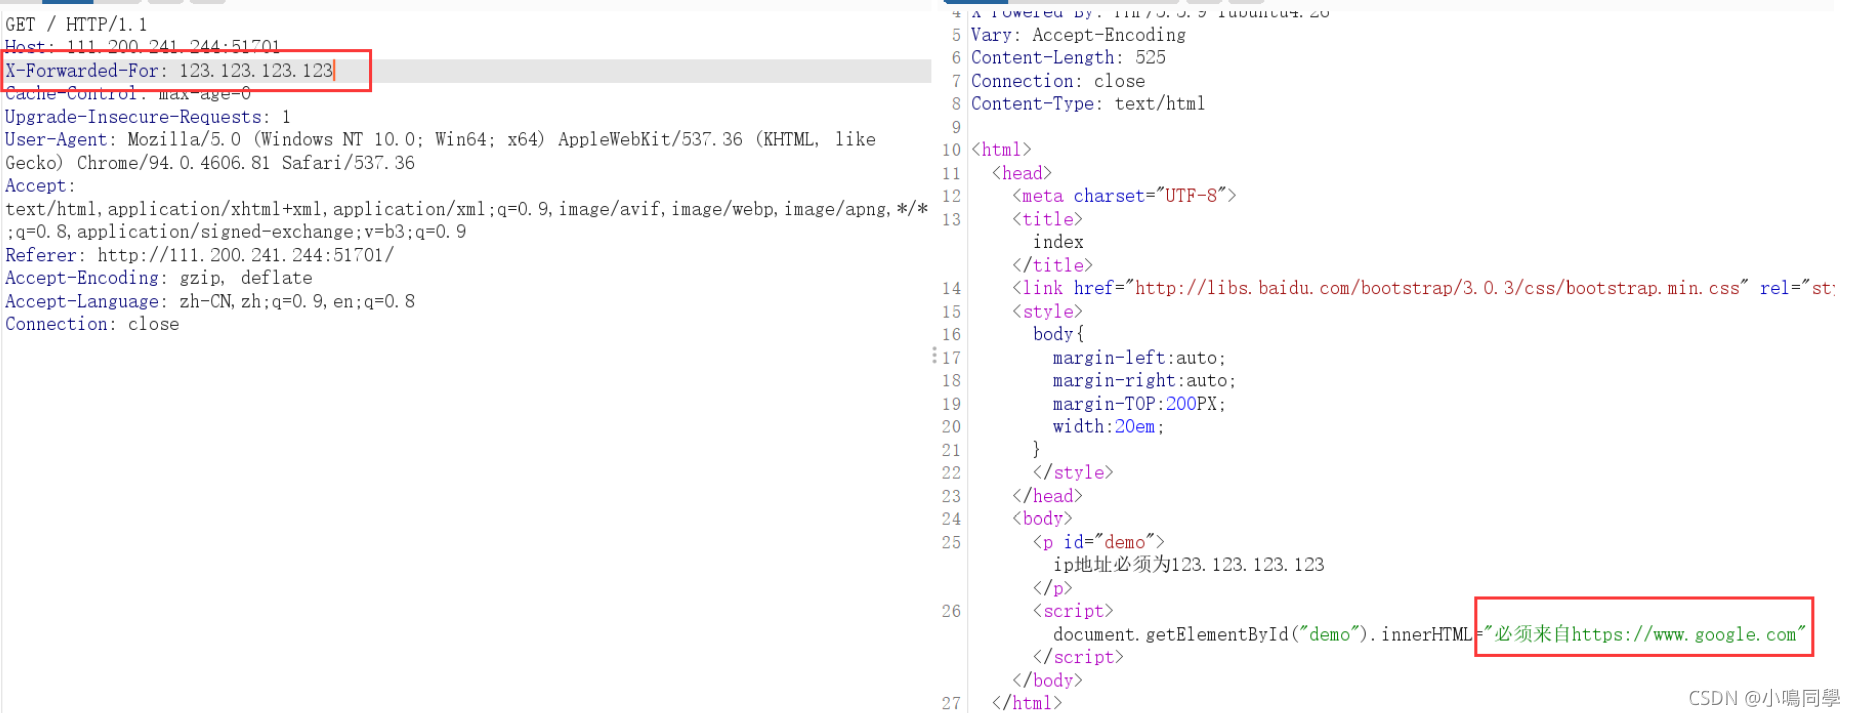 GET / HTTP/1.1
Host: 111.200.241.244:51701
X-Forwarded-For: 123.123.123.123
Cache-Control: max-age=0
Upgrade-Insecure-Requests: 1
User-Agent: Mozilla/5.0 (Windows NT 10.0; Win64; x64) AppleWebKit/537.36 (KHTML, like
Gecko) Chrome/94.0.4606.81 Safari/537.36
Accept:
text/html,application/xhtml+xml,application/xml;q=0.9,image/avif,image/webp,image/apng,*/*
;q=0.8,application/signed-exchange;v=b3;q=0.9
Referer: http://111.200.241.244:51701/
Accept-Encoding: gzip, deflate
Accept-Language: zh-CN,zh;q=0.9,en;q=0.8
Connection: close
4 X-Powered-By:
5 Vary: Accept-Encoding
6 Content-Length: 525
7 Connection: close
8 Content-Type: text/html
9
10 <html>
11 <head>
12 <meta charset="UTF-8">
13 <title>
index
</title>
14 <link href="http://libs.baidu.com/bootstrap/3.0.3/css/bootstrap.min.css" rel="sty
15 <style>
16 body{
17 margin-left:auto;
18 margin-right:auto;
19 margin-TOP:200PX;
20 width:20em;
21 }
22 </style>
23 </head>
24 <body>
25 <p id="demo">
ip地址必须为123.123.123.123
</p>
26 <script>
document.getElementById("demo").innerHTML="必须来自https://www.google.com"
</script>
</body>
27 </html>
CSDN @小鳴同學